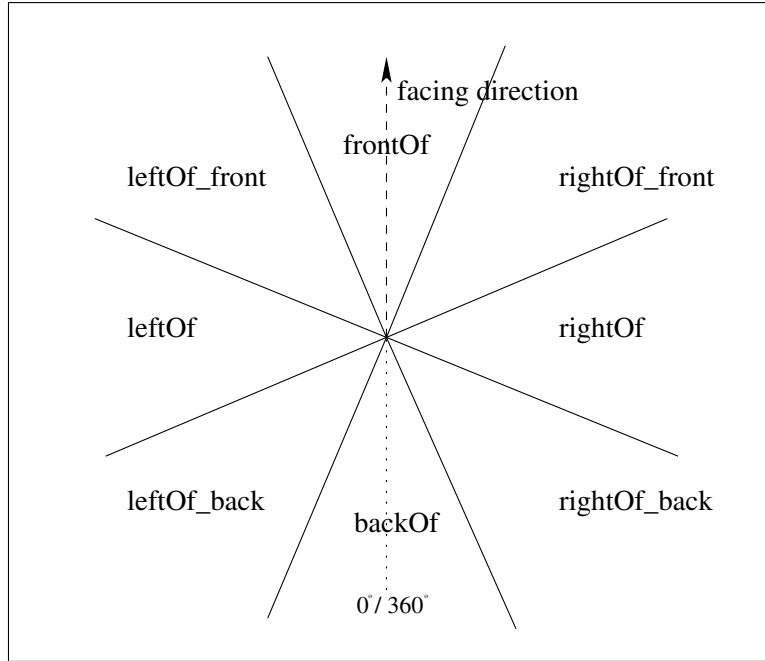 facing direction
frontOf
leftOf_front
rightOf_front
leftOf
rightOf
leftOf_back
rightOf_back
backOf
0°/ 360°